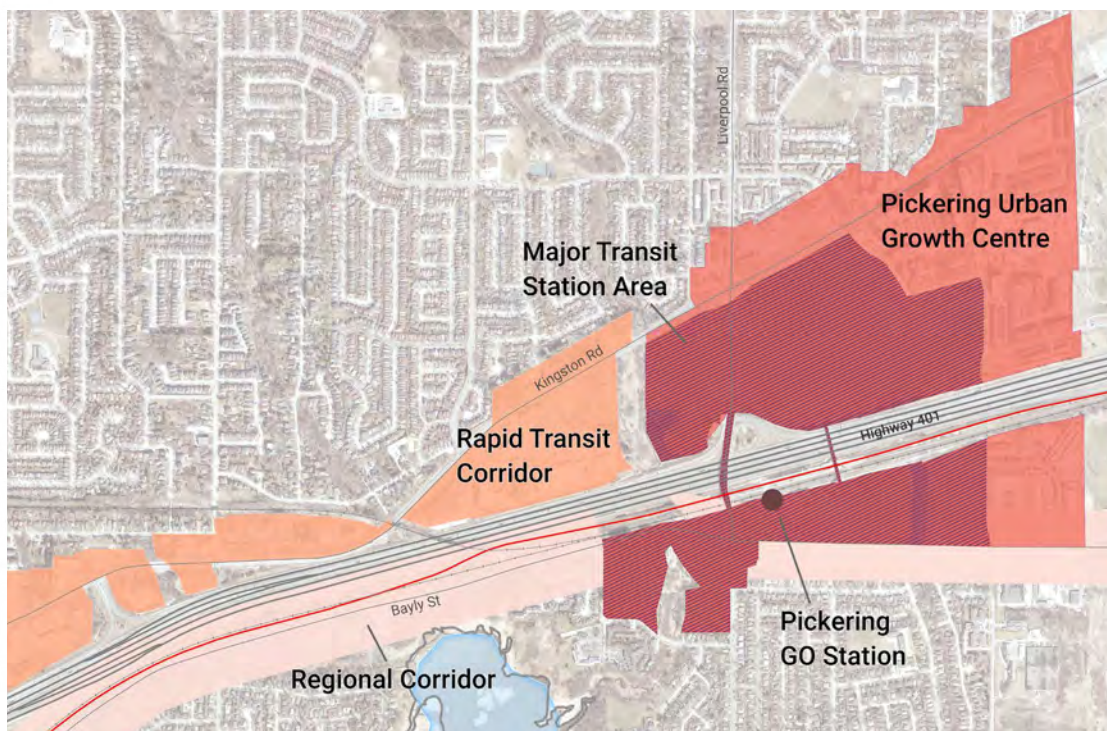 Liverpool Rd
Pickering Urban
Growth Centre
Major Transit
Station Area
Kingston Rd
Highway 401
Rapid Transit
Corridor
Bayly St
Pickering
GO Station
Regional Corridor